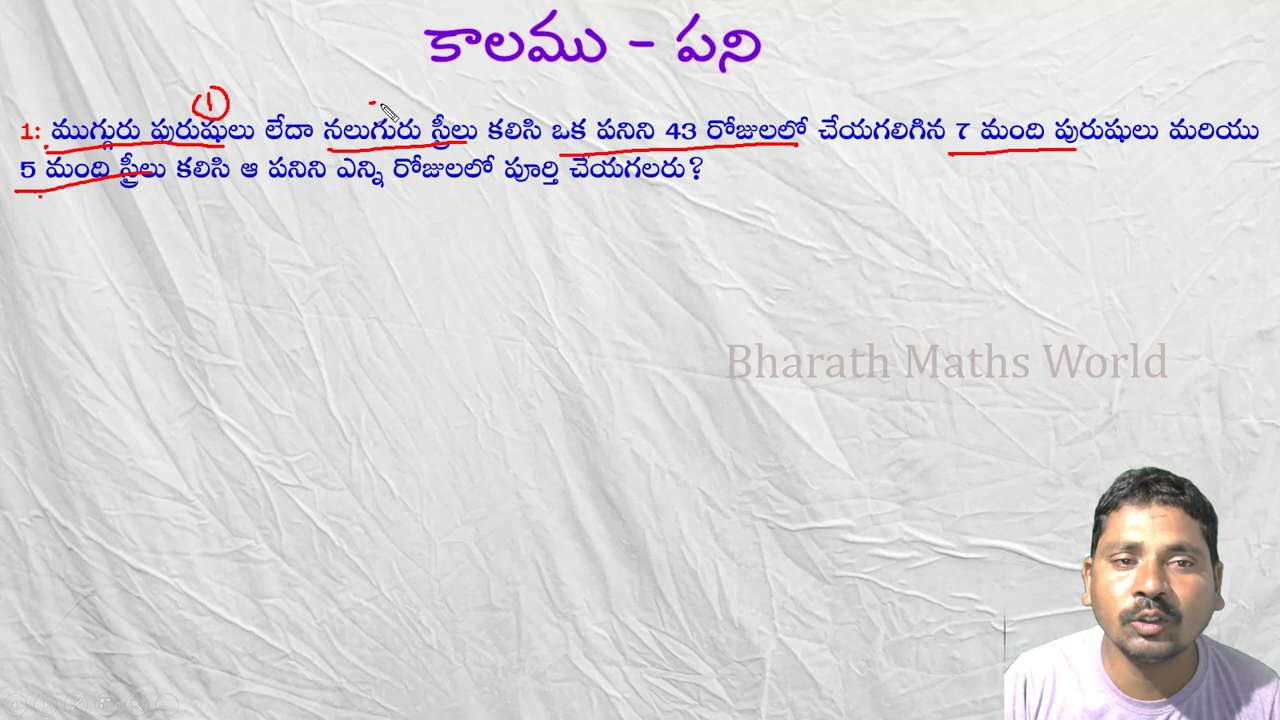 కాలము - పని
1
1: ముగ్గురు పురుషులు లేదా నలుగురు స్త్రీలు కలిసి ఒక పనిని 43 రోజులలో చేయగలిగిన 7 మంది పురుషులు మరియు
5 మంది స్త్రీలు కలిసి ఆ పనిని ఎన్ని రోజులలో పూర్తి చేయగలరు?
Bharath Maths World